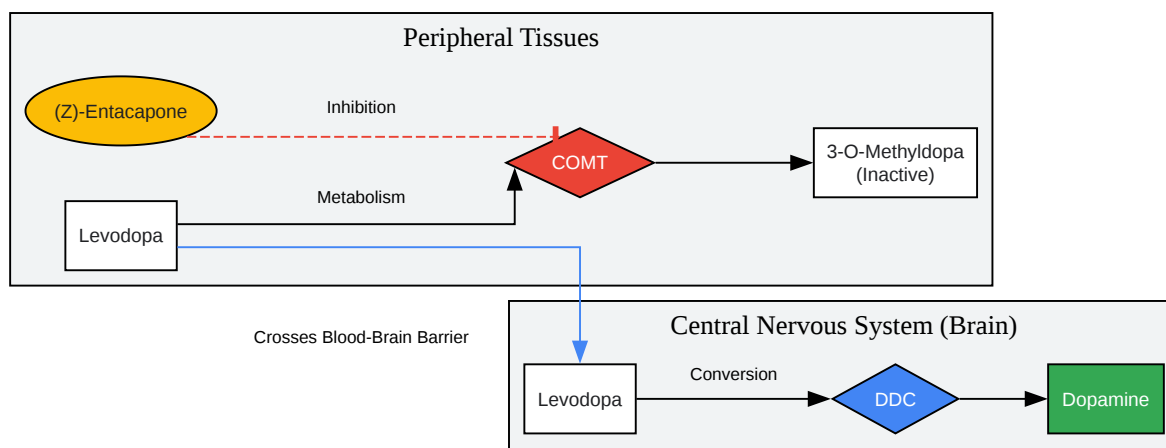 Peripheral Tissues
(Z)-Entacapone
Inhibition
COMT
3-O-Methyldopa
(Inactive)
Metabolism
Levodopa
Crosses Blood-Brain Barrier
Central Nervous System (Brain)
Levodopa
Conversion
DDC
Dopamine